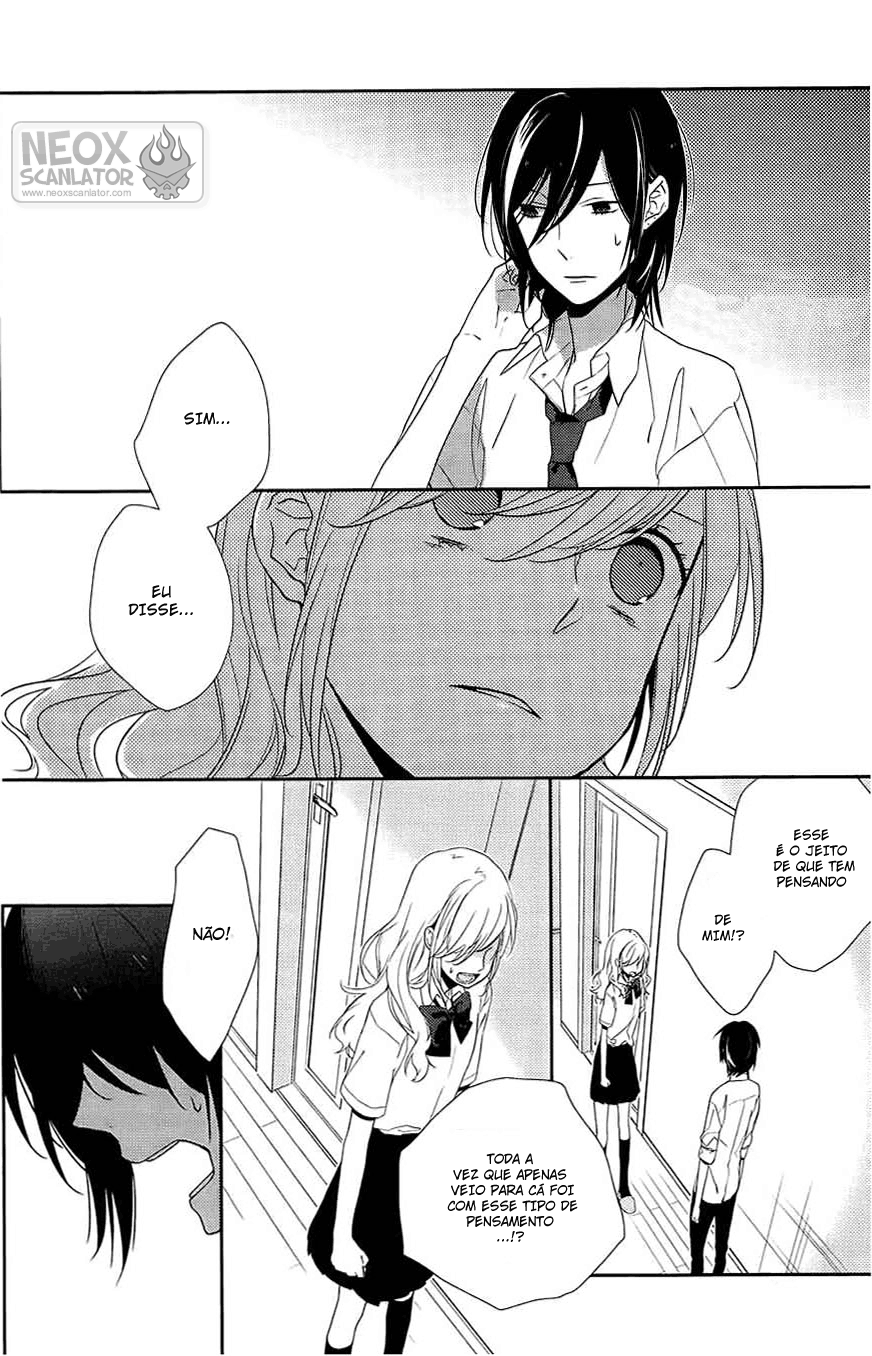 NEOX
SCANLATOR
www.neoxscanlator.com
SIM...
EU
DISSE...
ESSE
É O JEITO
DE QUE TEM
PENSANDO
DE
MIM!?
TODA A
VEZ QUE APENAS
VEIO PARA CÁ FOI
COM ESSE TIPO DE
PENSAMENTO
...!?
NÃO!